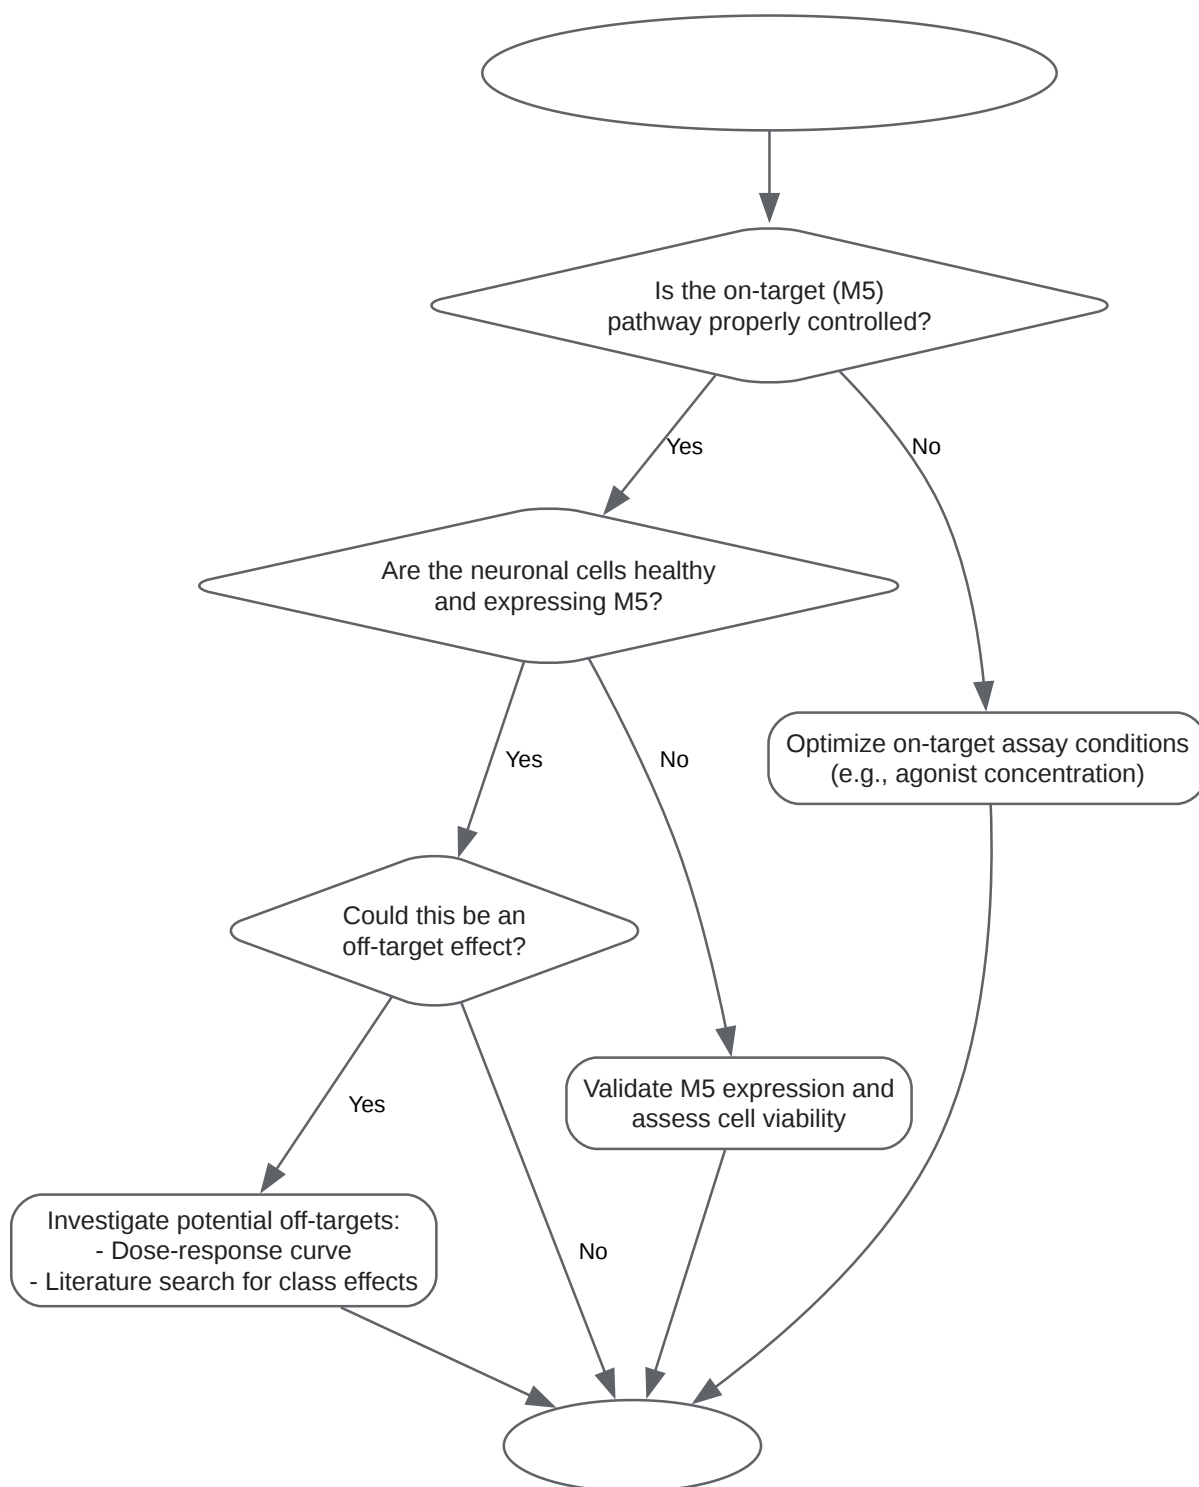 Is the on-target (M5)
pathway properly controlled?
Yes
No
Are the neuronal cells healthy
and expressing M5?
Optimize on-target assay conditions
(e.g., agonist concentration)
Yes
No
Could this be an
off-target effect?
Validate M5 expression and
assess cell viability
Yes
Investigate potential off-targets:
- Dose-response curve
- Literature search for class effects
No